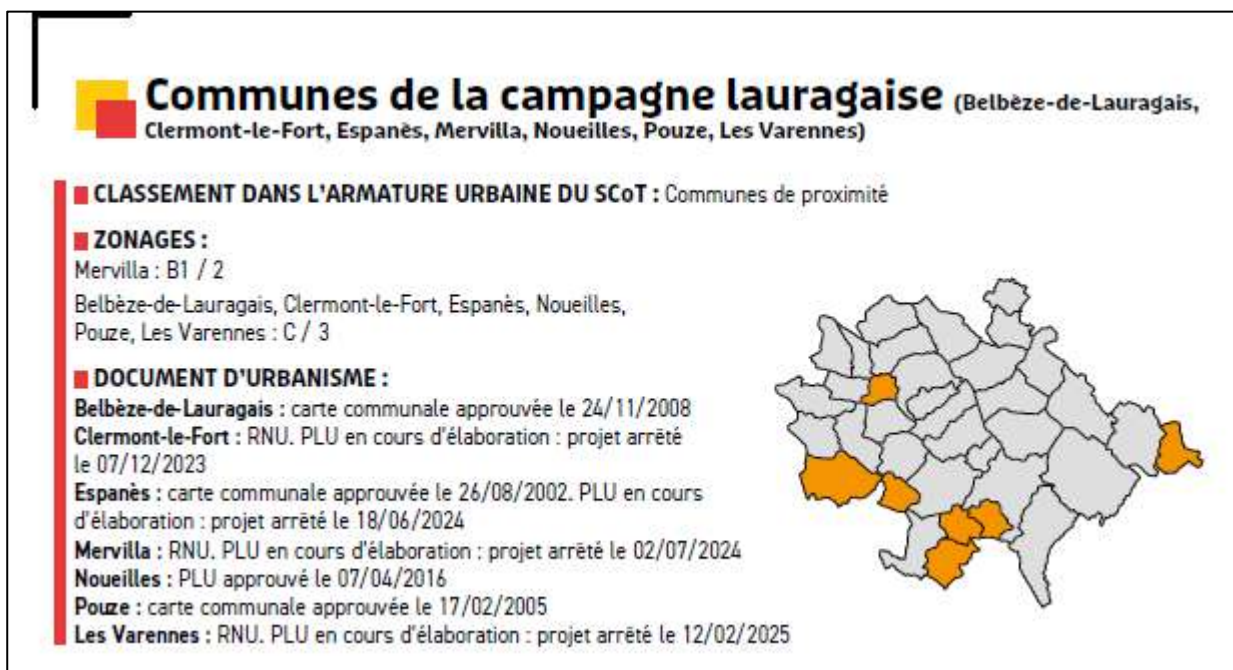 Communes de la campagne lauragaise (Belbèze-de-Lauragais,
Clermont-le-Fort, Espanès, Mervilla, Noueilles, Pouze, Les Varennes)
CLASSEMENT DANS L'ARMATURE URBAINE DU SCoT : Communes de proximité
ZONAGES :
Mervilla : B1 / 2
Belbèze-de-Lauragais, Clermont-le-Fort, Espanès, Noueilles,
Pouze, Les Varennes : C / 3
DOCUMENT D'URBANISME :
Belbèze-de-Lauragais : carte communale approuvée le 24/11/2008
Clermont-le-Fort : RNU. PLU en cours d'élaboration : projet arrêté
le 07/12/2023
Espanès : carte communale approuvée le 26/08/2002. PLU en cours
d'élaboration : projet arrêté le 18/06/2024
Mervilla : RNU. PLU en cours d'élaboration : projet arrêté le 02/07/2024
Noueilles : PLU approuvé le 07/04/2016
Pouze : carte communale approuvée le 17/02/2005
Les Varennes : RNU. PLU en cours d'élaboration : projet arrêté le 12/02/2025